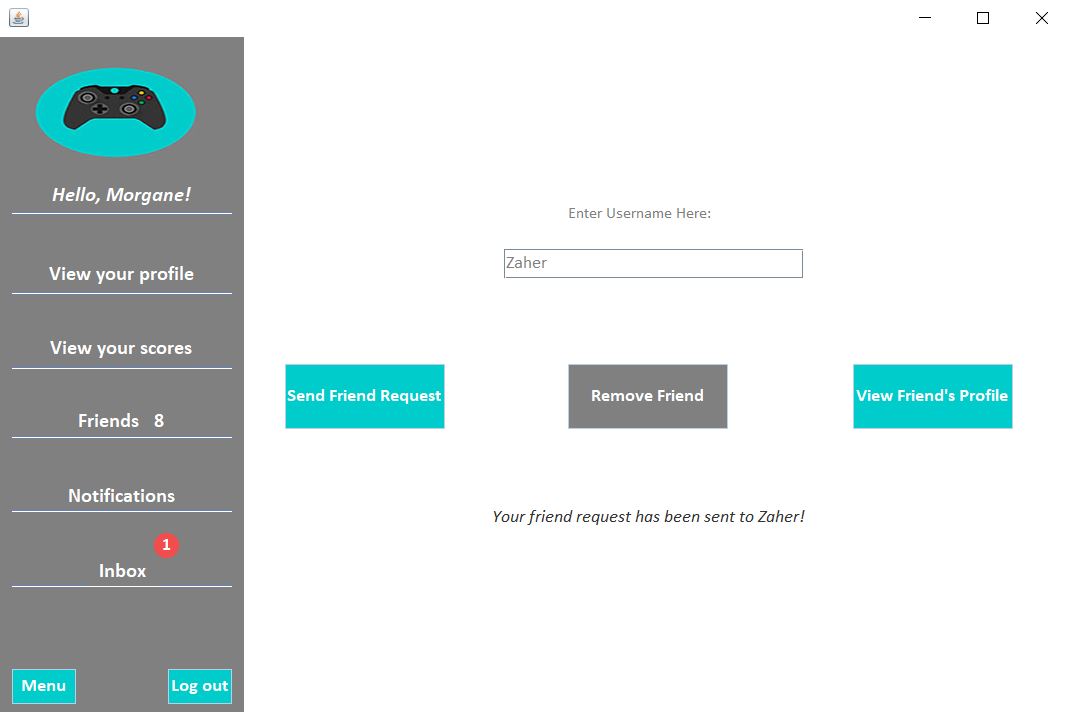 Hello, Morgane!
View your profile
View your scores
Friends 8
Notifications
1
Inbox
Menu
Log out
Enter Username Here:
Zaher
Send Friend Request
Remove Friend
View Friend's Profile
Your friend request has been sent to Zaher!